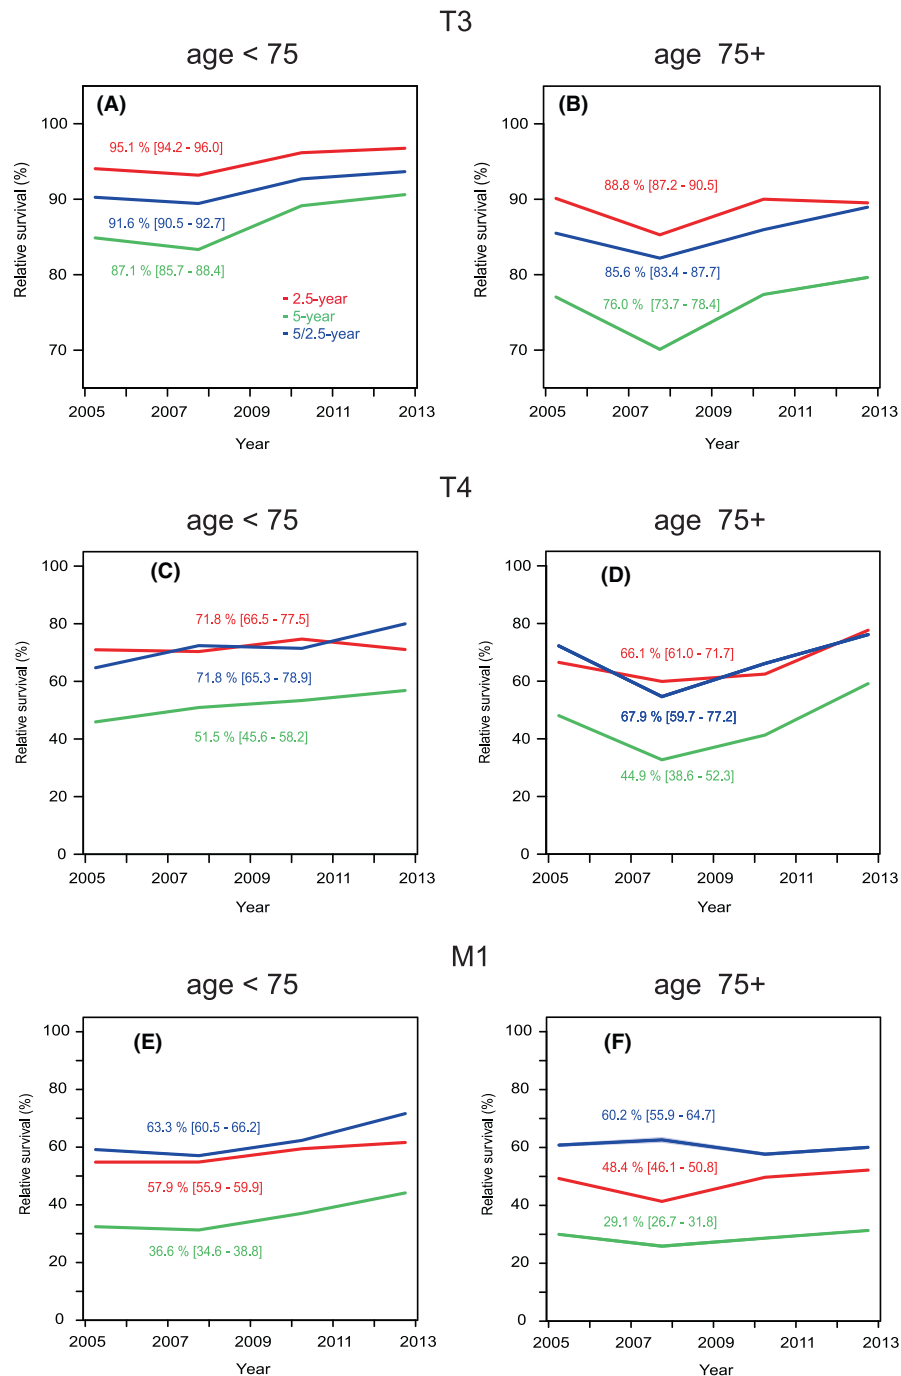 T3
age < 75
age 75+
(A)
(B)
Relative survival (%)
100
90
80
70
95.1 % [94.2 - 96.0]
91.6 % [90.5 - 92.7]
87.1 % [85.7 - 88.4]
- 2.5-year
- 5-year
- 5/2.5-year
2005 2007 2009 2011 2013
Year
Relative survival (%)
100
90
80
70
88.8 % [87.2 - 90.5]
85.6 % [83.4 - 87.7]
76.0 % [73.7 - 78.4]
2005 2007 2009 2011 2013
Year
T4
age < 75
age 75+
(C)
(D)
Relative survival (%)
100
80
60
40
20
0
71.8 % [66.5 - 77.5]
71.8 % [65.3 - 78.9]
51.5 % [45.6 - 58.2]
2005 2007 2009 2011 2013
Year
Relative survival (%)
100
80
60
40
20
0
66.1 % [61.0 - 71.7]
67.9 % [59.7 - 77.2]
44.9 % [38.6 - 52.3]
2005 2007 2009 2011 2013
Year
M1
age < 75
age 75+
(E)
(F)
Relative survival (%)
100
80
60
40
20
0
63.3 % [60.5 - 66.2]
57.9 % [55.9 - 59.9]
36.6 % [34.6 - 38.8]
2005 2007 2009 2011 2013
Year
Relative survival (%)
100
80
60
40
20
0
60.2 % [55.9 - 64.7]
48.4 % [46.1 - 50.8]
29.1 % [26.7 - 31.8]
2005 2007 2009 2011 2013
Year